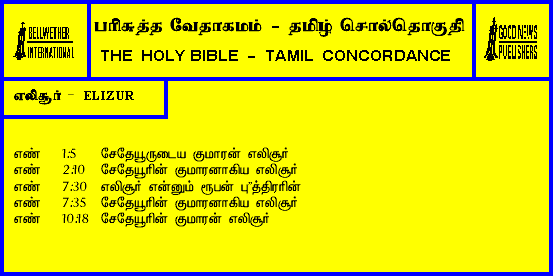 BELLWETHER
INTERNATIONAL
பரிசுத்த வேதாகமம் - தமிழ் சொல்தொகுதி
THE HOLY BIBLE - TAMIL CONCORDANCE
GOOD NEWS
PUBLISHERS
எலிசூர் - ELIZUR
எண் 1:5 சேதேயூருடைய குமாரன் எலிசூர்
எண் 2:10 சேதேயூரின் குமாரனாகிய எலிசூர்
எண் 7:30 எலிசூர் என்னும் ரூபன் பு"த்திரரின்
எண் 7:35 சேதேயூரின் குமாரனாகிய எலிசூர்
எண் 10:18 சேதேயூரின் குமாரன் எலிசூர்